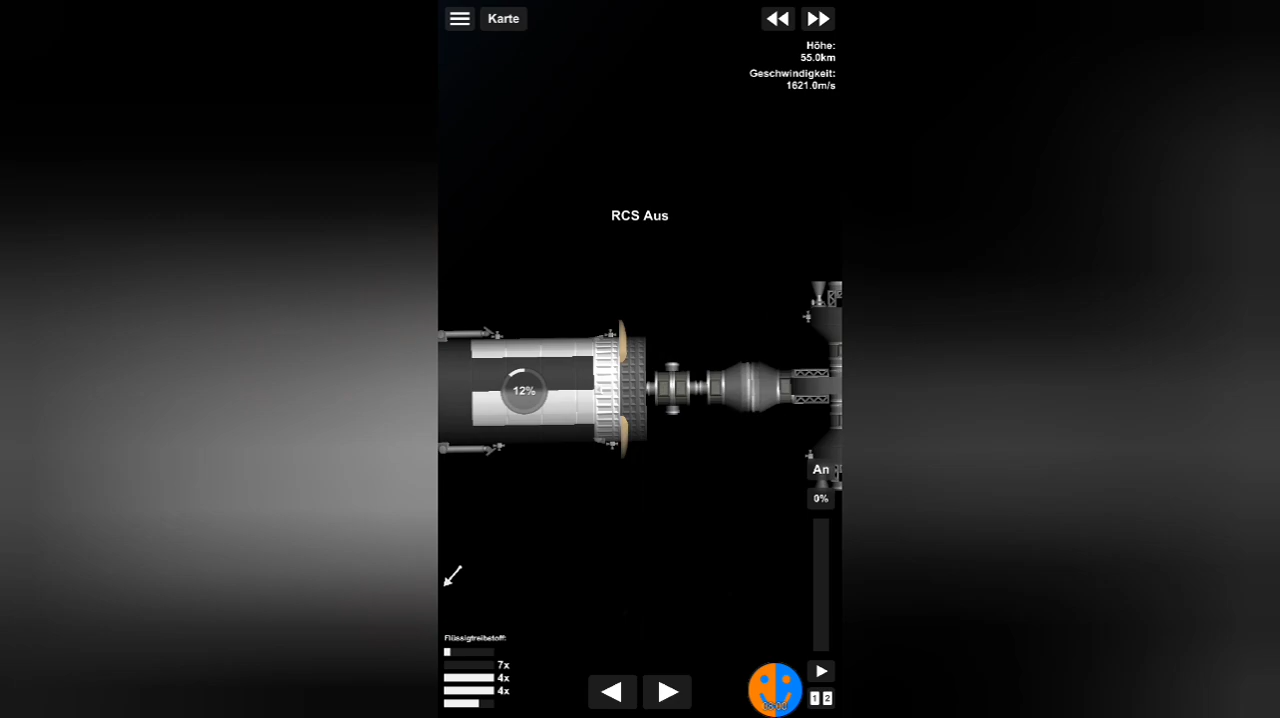 Karte
Höhe:
55.0km
Geschwindigkeit:
1621.0m/s
RCS Aus
12%
An
0%
Flüssigtreibstoff:
7x
4x
4x
1 2